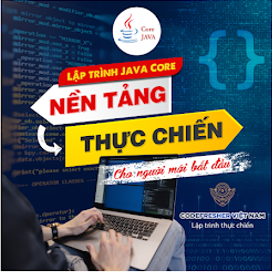 Core
JAVA
LẬP TRÌNH JAVA CORE
NỀN TẢNG
THỰC CHIẾN
Cho người mới bắt đầu
CODEFRESHER VIỆT NAM
Lập trình thực chiến